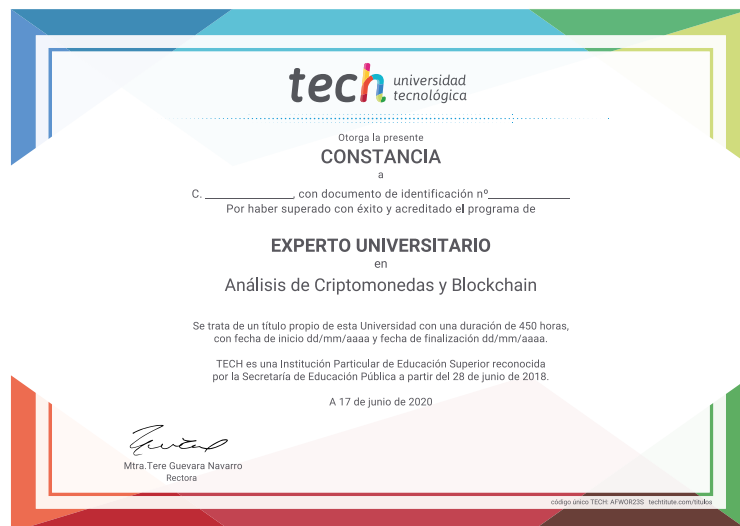 tech universidad
tecnológica
Otorga la presente
CONSTANCIA
a
C. ______________, con documento de identificación nº______________
Por haber superado con éxito y acreditado el programa de
EXPERTO UNIVERSITARIO
en
Análisis de Criptomonedas y Blockchain
Se trata de un título propio de esta Universidad con una duración de 450 horas,
con fecha de inicio dd/mm/aaaa y fecha de finalización dd/mm/aaaa.
TECH es una Institución Particular de Educación Superior reconocida
por la Secretaría de Educación Pública a partir del 28 de junio de 2018.
A 17 de junio de 2020
Mtra.Tere Guevara Navarro
Rectora
código único TECH: AFWOR23S techtitute.com/titulos